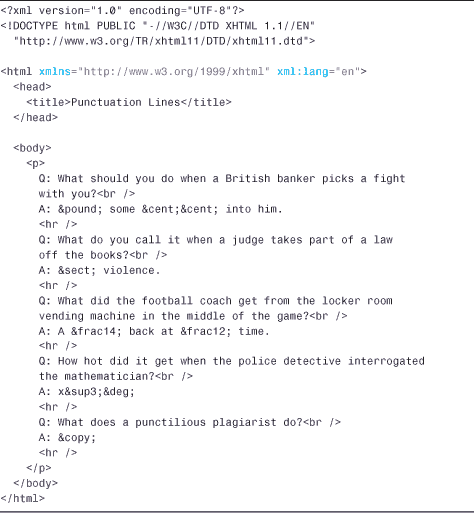 <?xml version="1.0" encoding="UTF-8"?>
<!DOCTYPE html PUBLIC "-//W3C//DTD XHTML 1.1//EN"
  "http://www.w3.org/TR/xhtml11/DTD/xhtml11.dtd">

<html xmlns="http://www.w3.org/1999/xhtml" xml:lang="en">
  <head>
    <title>Punctuation Lines</title>
  </head>

  <body>
    <p>
      Q: What should you do when a British banker picks a fight
      with you?<br />
      A: &pound; some &cent;&cent; into him.
      <hr />
      Q: What do you call it when a judge takes part of a law
      off the books?<br />
      A: &sect; violence.
      <hr />
      Q: What did the football coach get from the locker room
      vending machine in the middle of the game?<br />
      A: A &frac14; back at &frac12; time.
      <hr />
      Q: How hot did it get when the police detective interrogated
      the mathematician?<br />
      A: x&sup3;&deg;
      <hr />
      Q: What does a punctilious plagiarist do?<br />
      A: &copy;
      <hr />
    </p>
  </body>
</html>